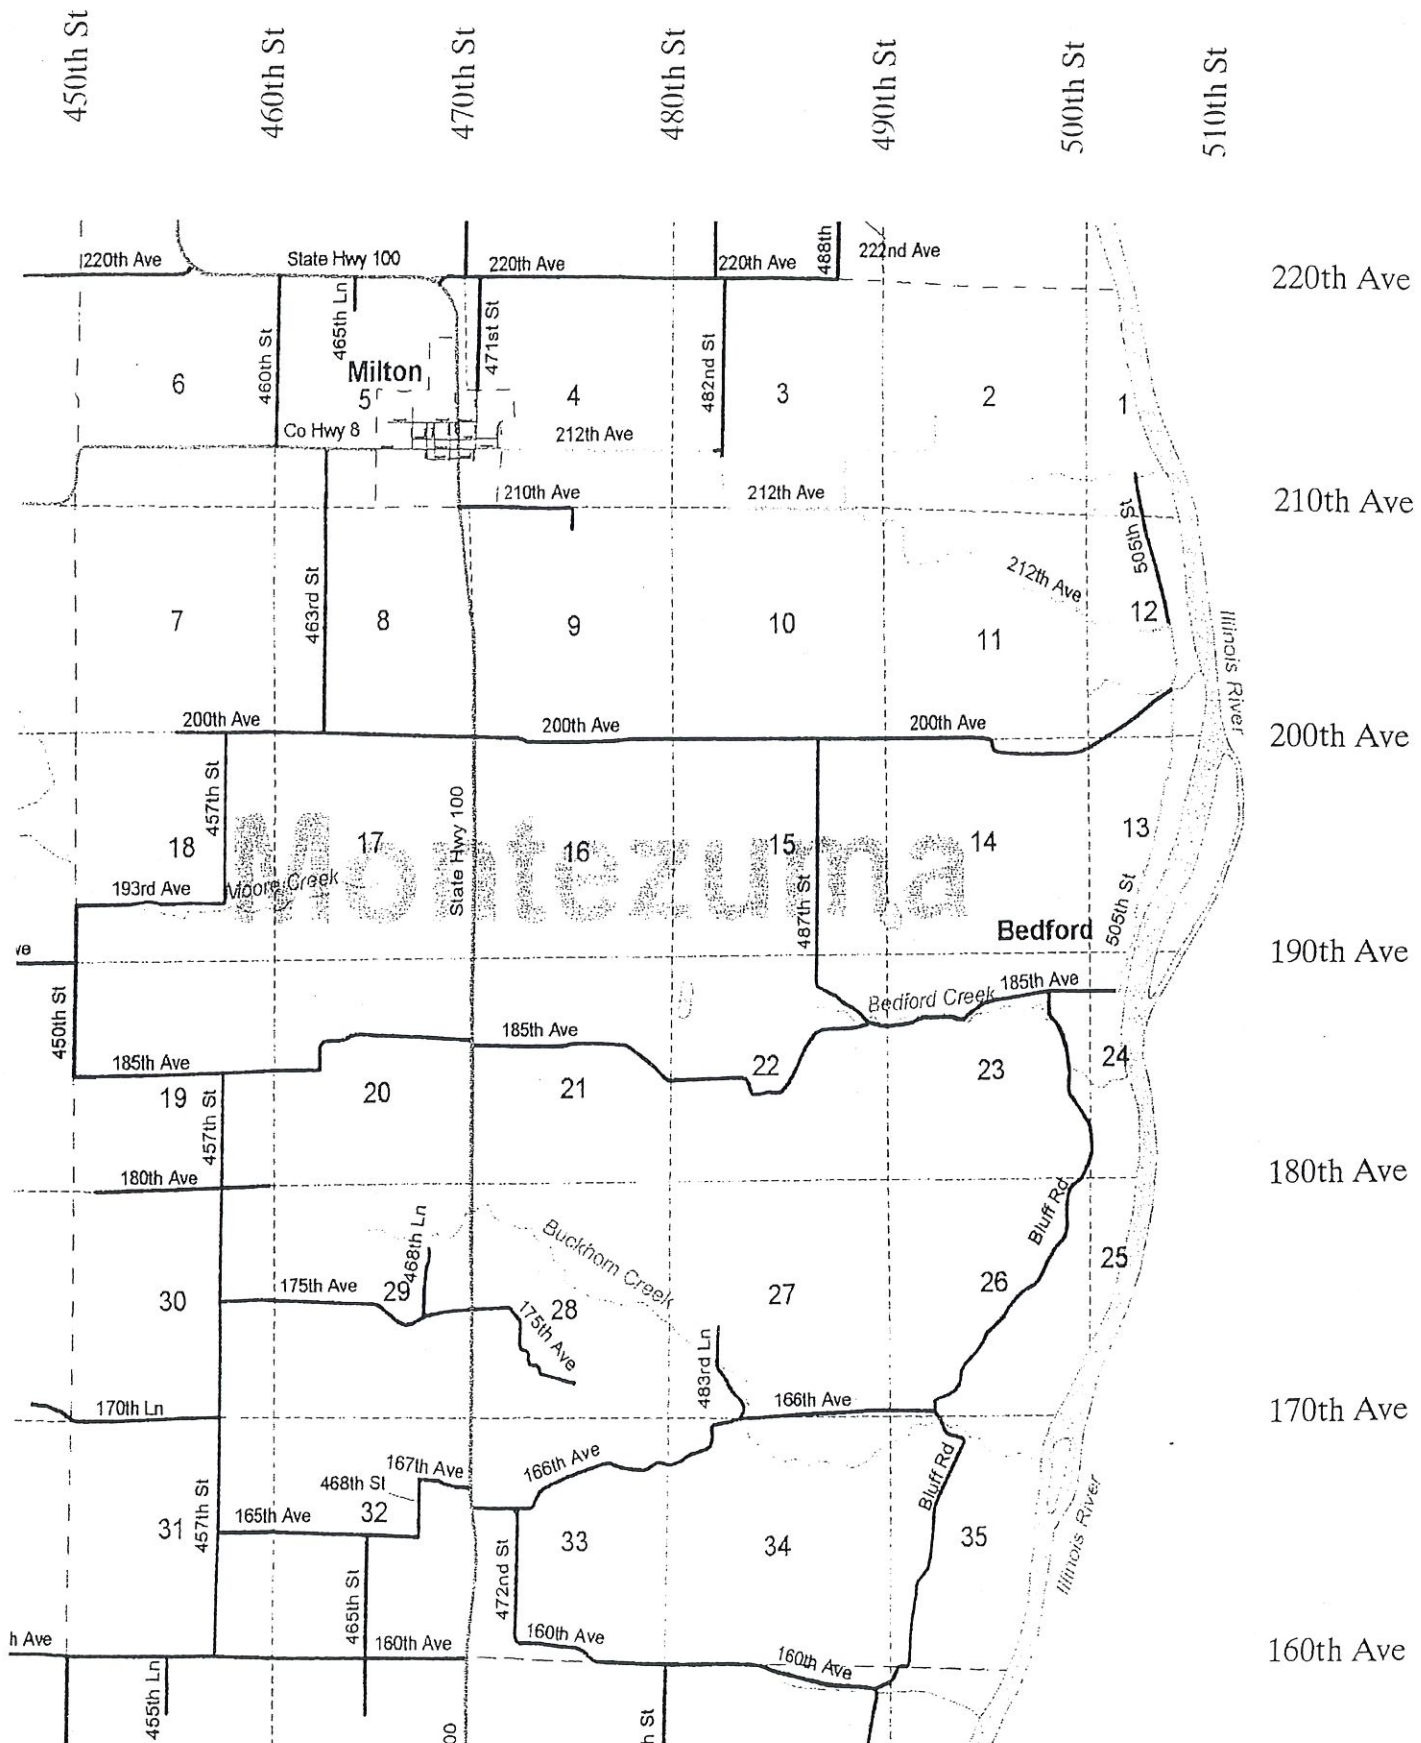 450th St
460th St
470th St
480th St
490th St
500th St
510th St
220th Ave
State Hwy 100
220th Ave
220th Ave
488th
222nd Ave
220th Ave
465th Ln
460th St
471st St
482nd St
Milton
6
5
4
3
2
1
Co Hwy 8
212th Ave
210th Ave
212th Ave
210th Ave
505th St
463rd St
212th Ave
7
8
9
10
11
12
Illinois River
200th Ave
200th Ave
200th Ave
200th Ave
457th St
State Hwy 100
18
17
16
15
14
13
Montezuma
193rd Ave
Moore Creek
487th St
Bedford
505th St
ve
190th Ave
450th St
Bedford Creek
185th Ave
185th Ave
185th Ave
19
20
21
22
23
24
457th St
180th Ave
180th Ave
468th Ln
Buckhorn Creek
Bluff Rd
175th Ave
30
29
28
27
26
25
175th Ave
483rd Ln
170th Ln
166th Ave
170th Ave
167th Ave
166th Ave
468th St
Bluff Rd
457th St
165th Ave
31
32
33
34
35
Illinois River
465th St
472nd St
h Ave
160th Ave
160th Ave
160th Ave
160th Ave
455th Ln
00
h St